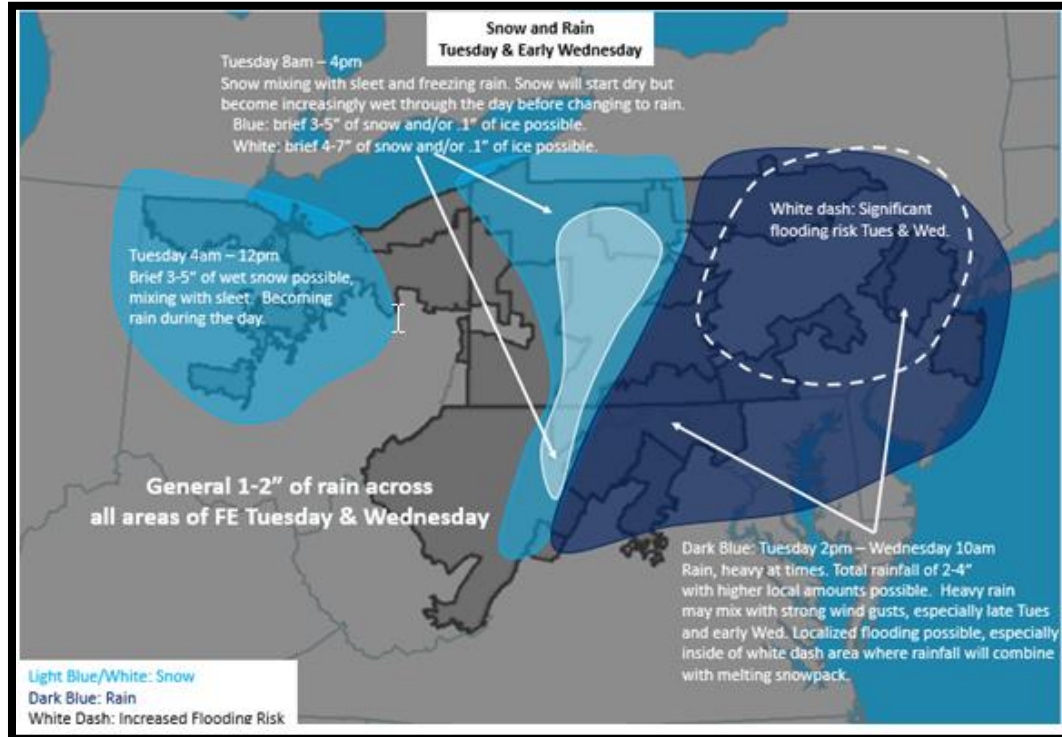 Snow and Rain
Tuesday & Early Wednesday
Tuesday 8am – 4pm
Snow mixing with sleet and freezing rain. Snow will start dry but
become increasingly wet through the day before changing to rain.
Blue: brief 3-5” of snow and/or .1” of ice possible.
White: brief 4-7” of snow and/or .1” of ice possible.
White dash: Significant
flooding risk Tues & Wed.
Tuesday 4am – 12pm
Brief 3-5” of wet snow possible,
mixing with sleet. Becoming
rain during the day.
General 1-2” of rain across
all areas of FE Tuesday & Wednesday
Dark Blue: Tuesday 2pm – Wednesday 10am
Rain, heavy at times. Total rainfall of 2-4”
with higher local amounts possible. Heavy rain
may mix with strong wind gusts, especially late Tues
and early Wed. Localized flooding possible, especially
inside of white dash area where rainfall will combine
with melting snowpack.
Light Blue/White: Snow
Dark Blue: Rain
White Dash: Increased Flooding Risk